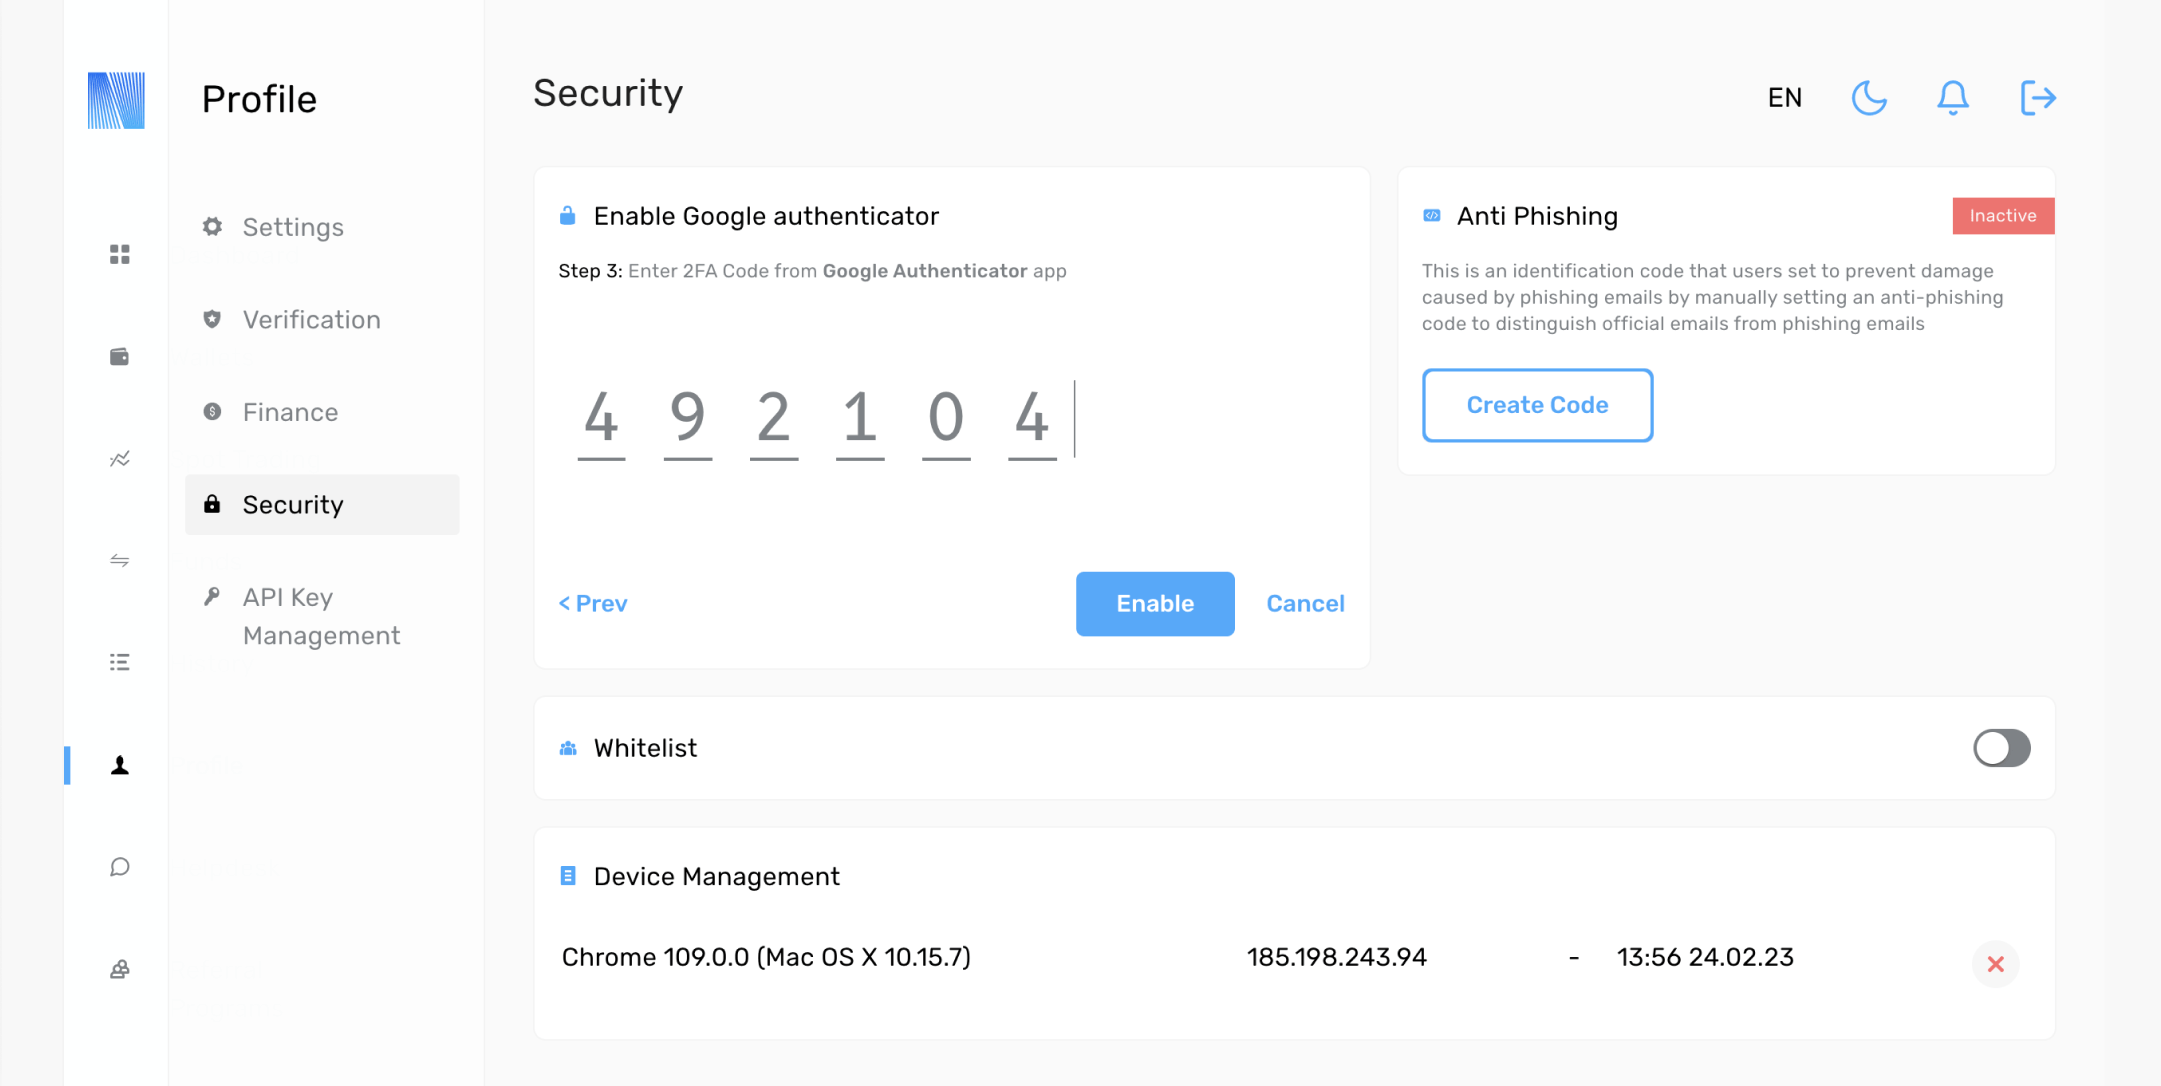 Profile
Settings
Verification
Finance
Security
API Key
Management
Security
EN
Enable Google authenticator
Step 3: Enter 2FA Code from Google Authenticator app
4 9 2 1 0 4
< Prev
Enable
Cancel
Anti Phishing
Inactive
This is an identification code that users set to prevent damage
caused by phishing emails by manually setting an anti-phishing
code to distinguish official emails from phishing emails
Create Code
Whitelist
Device Management
Chrome 109.0.0 (Mac OS X 10.15.7) 185.198.243.94 - 13:56 24.02.23